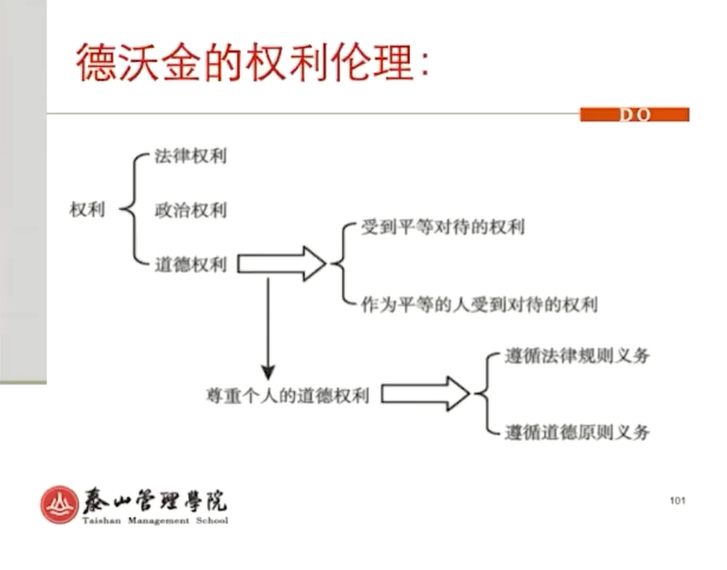 德沃金的权利伦理：
DO
法律权利
权利
政治权利
道德权利
受到平等对待的权利
作为平等的人受到对待的权利
尊重个人的道德权利
遵循法律规则义务
遵循道德原则义务
泰山管理學院
Taishan Management School
101